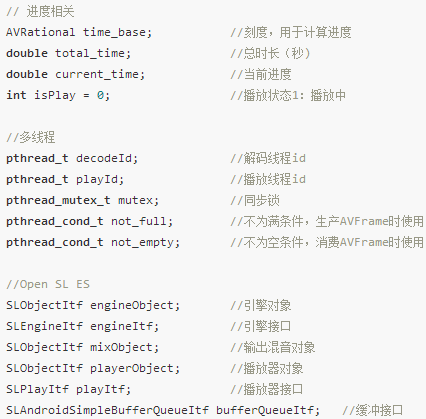 // 进度相关
AVRational time_base; //刻度，用于计算进度
double total_time; //总时长（秒）
double current_time; //当前进度
int isPlay = 0; //播放状态1：播放中
//多线程
pthread_t decodeId; //解码线程id
pthread_t playId; //播放线程id
pthread_mutex_t mutex; //同步锁
pthread_cond_t not_full; //不为满条件，生产AVFrame时使用
pthread_cond_t not_empty; //不为空条件，消费AVFrame时使用
//Open SL ES
SLObjectItf engineObject; //引擎对象
SLEngineItf engineItf; //引擎接口
SLObjectItf mixObject; //输出混音对象
SLObjectItf playerObject; //播放器对象
SLPlayItf playItf; //播放器接口
SLAndroidSimpleBufferQueueItf bufferQueueItf; //缓冲接口